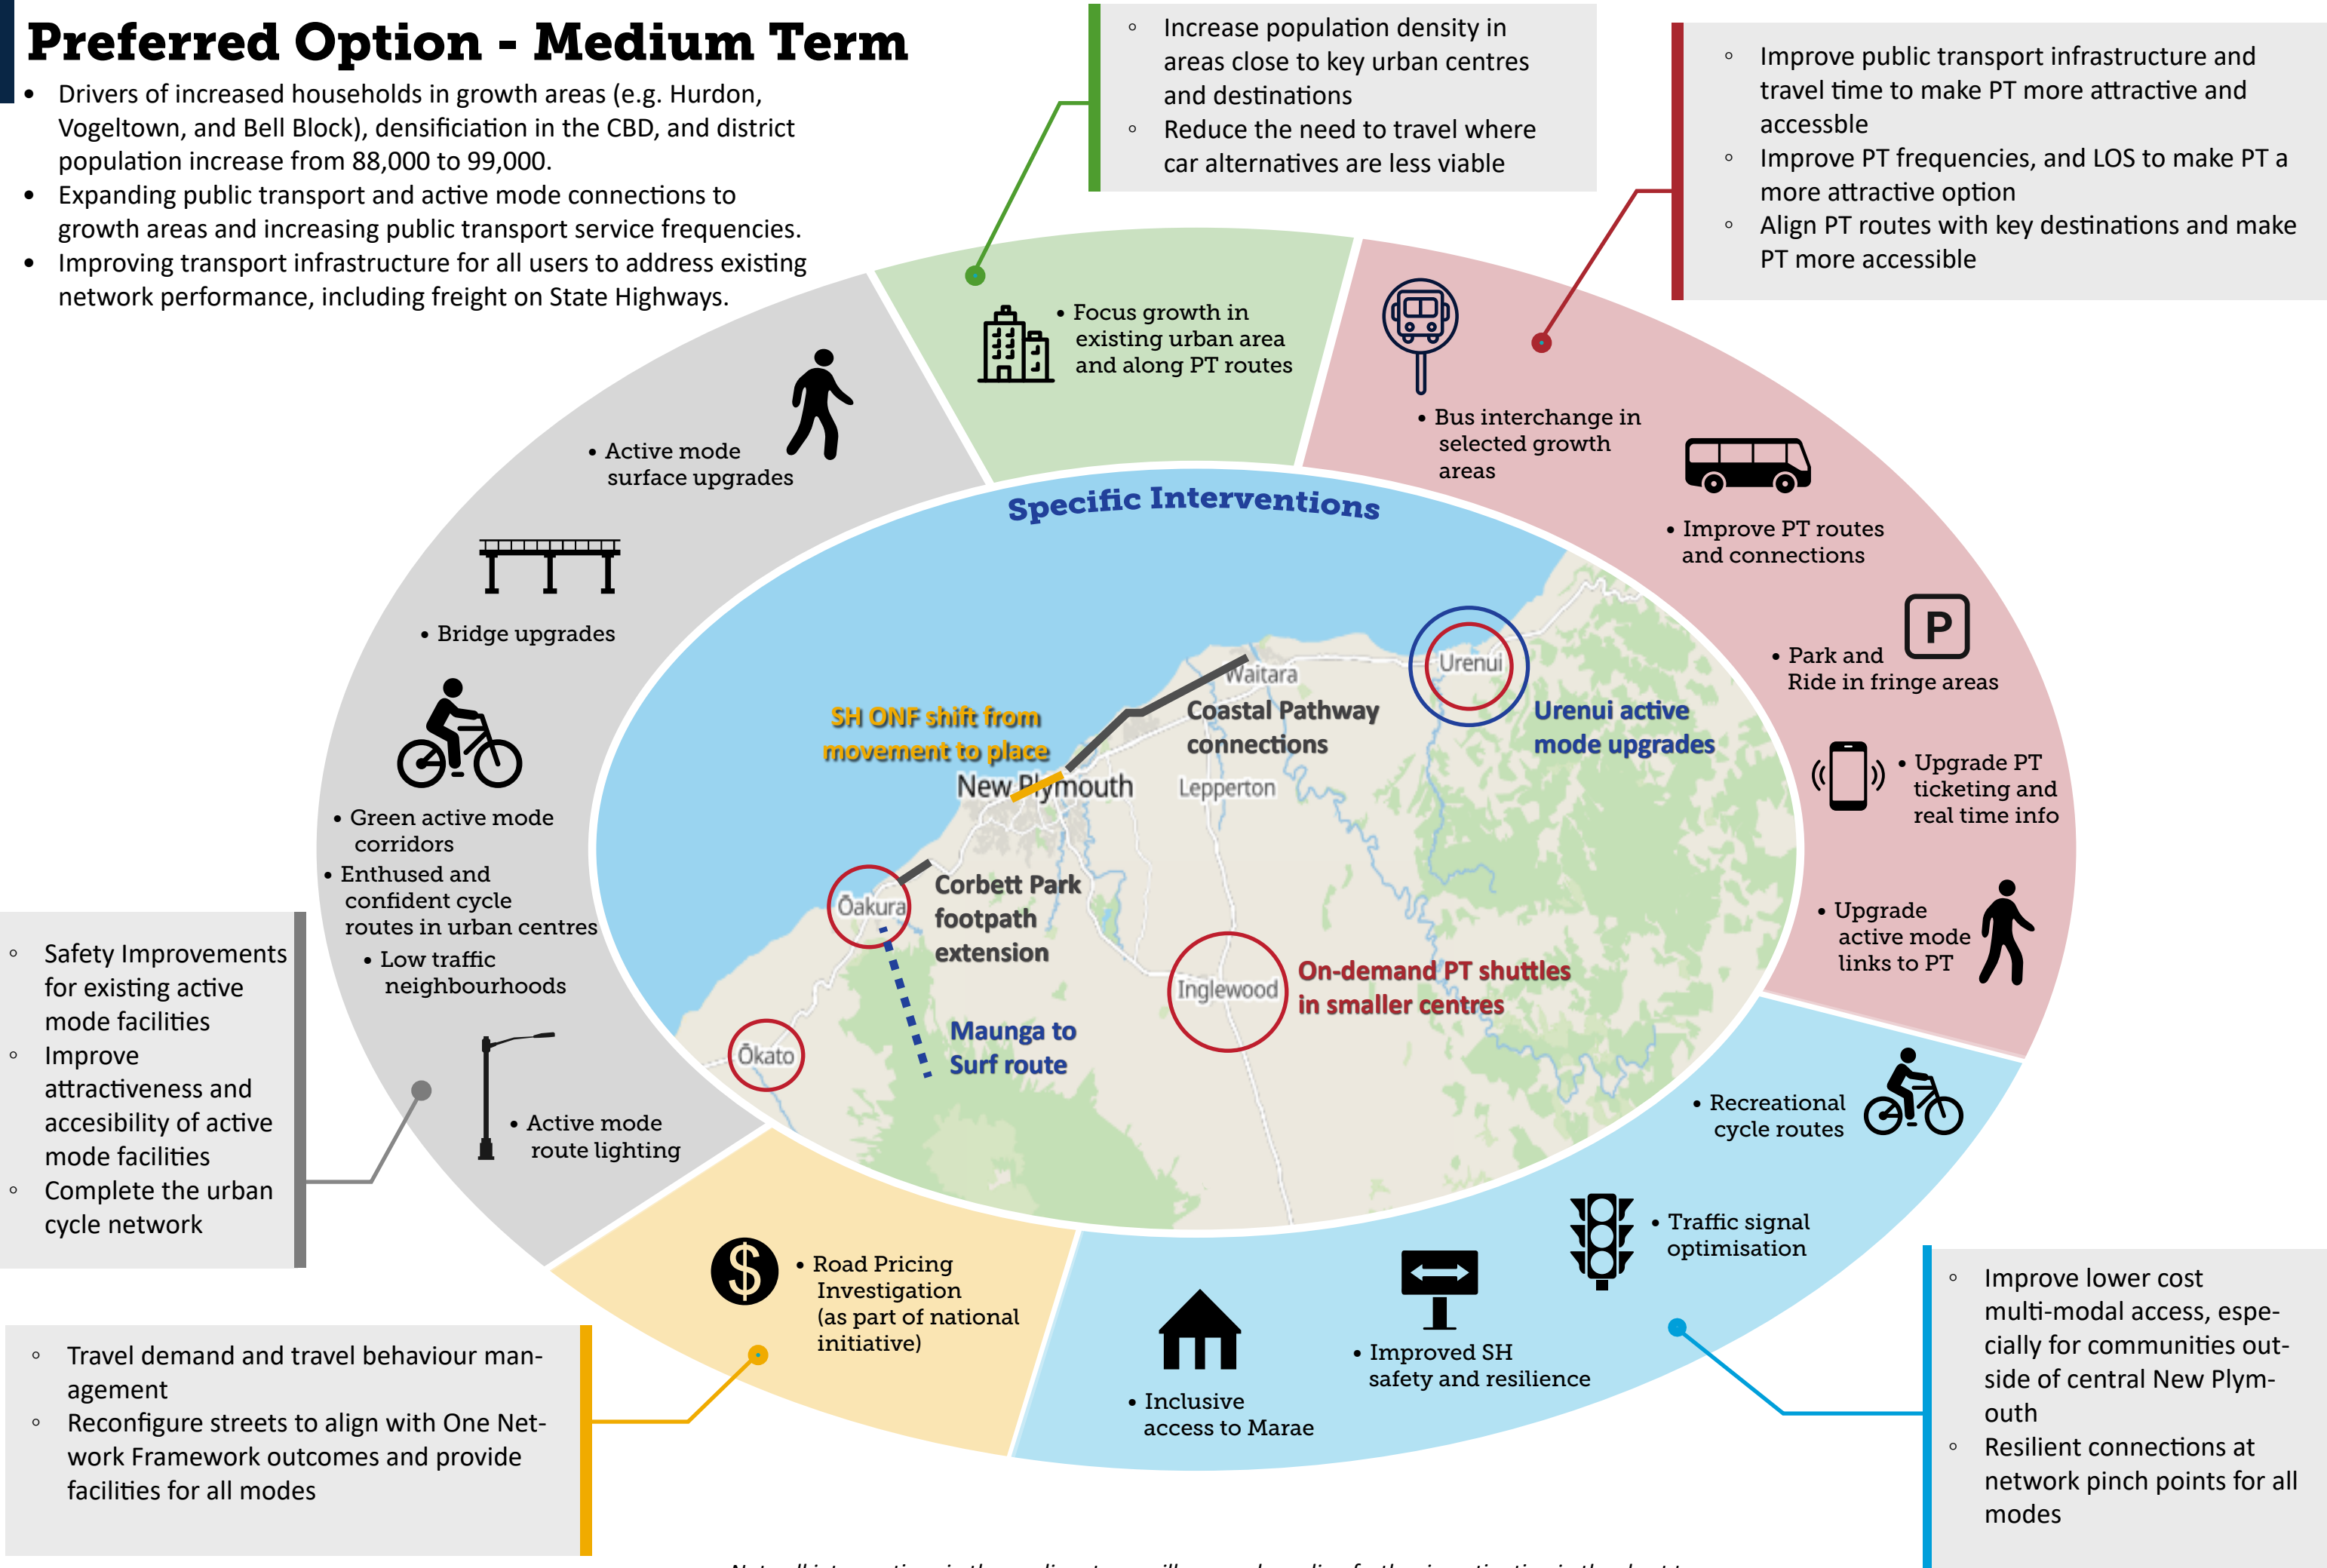 Preferred Option - Medium Term
• Drivers of increased households in growth areas (e.g. Hurdon,
Vogeltown, and Bell Block), densificiation in the CBD, and district
population increase from 88,000 to 99,000.
• Expanding public transport and active mode connections to
growth areas and increasing public transport service frequencies.
• Improving transport infrastructure for all users to address existing
network performance, including freight on State Highways.
◦ Increase population density in
areas close to key urban centres
and destinations
◦ Reduce the need to travel where
car alternatives are less viable
◦ Improve public transport infrastructure and
travel time to make PT more attractive and
accessble
◦ Improve PT frequencies, and LOS to make PT a
more attractive option
◦ Align PT routes with key destinations and make
PT more accessible
• Focus growth in
existing urban area
and along PT routes
• Bus interchange in
selected growth
areas
• Improve PT routes
and connections
P
• Park and
Ride in fringe areas
• Upgrade PT
ticketing and
real time info
• Upgrade
active mode
links to PT
• Active mode
surface upgrades
• Bridge upgrades
• Green active mode
corridors
• Enthused and
confident cycle
routes in urban centres
• Low traffic
neighbourhoods
• Active mode
route lighting
Specific Interventions
Urenui
Waitara
SH ONF shift from
movement to place
Coastal Pathway
connections
Urenui active
mode upgrades
New Plymouth
Lepperton
Ōakura
Corbett Park
footpath
extension
Inglewood
On-demand PT shuttles
in smaller centres
Maunga to
Surf route
Ōkato
◦ Safety Improvements
for existing active
mode facilities
◦ Improve
attractiveness and
accesibility of active
mode facilities
◦ Complete the urban
cycle network
• Recreational
cycle routes
• Traffic signal
optimisation
• Improved SH
safety and resilience
• Inclusive
access to Marae
$
• Road Pricing
Investigation
(as part of national
initiative)
◦ Travel demand and travel behaviour man-
agement
◦ Reconfigure streets to align with One Net-
work Framework outcomes and provide
facilities for all modes
◦ Improve lower cost
multi-modal access, espe-
cially for communities out-
side of central New Plym-
outh
◦ Resilient connections at
network pinch points for all
modes